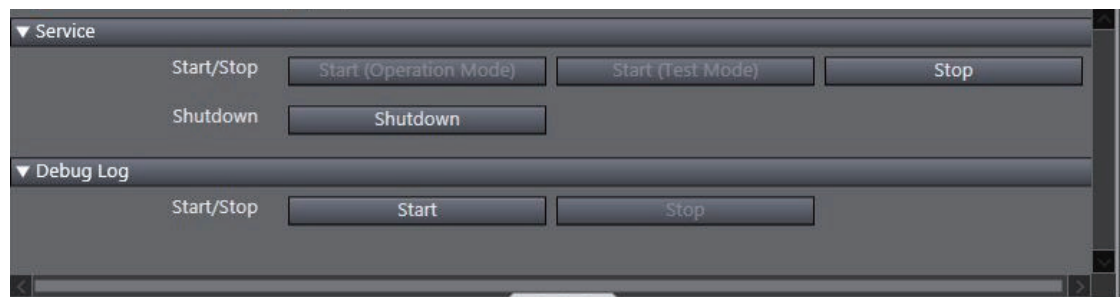 ▼ Service
Start/Stop Start (Operation Mode) Start (Test Mode) Stop
Shutdown Shutdown
▼ Debug Log
Start/Stop Start Stop